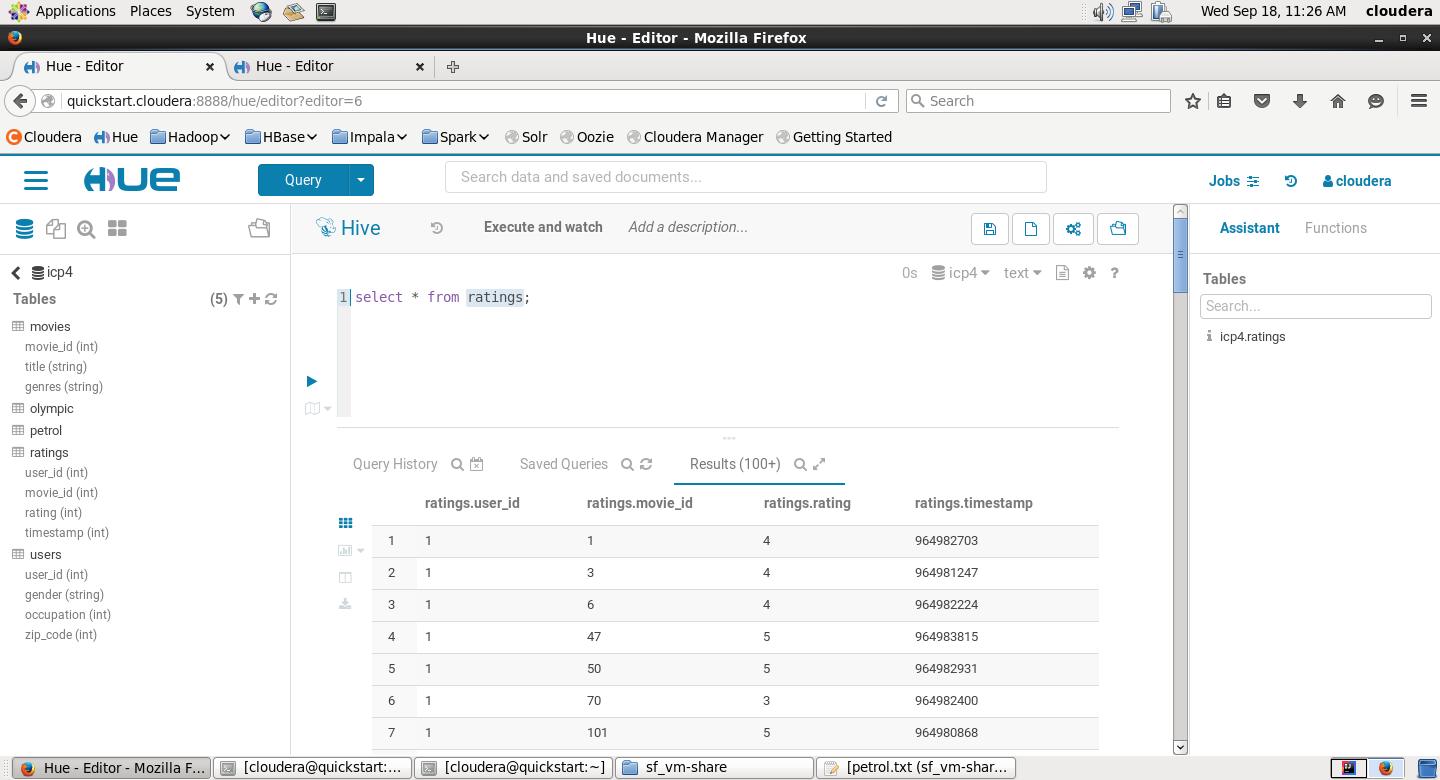 Applications Places System Wed Sep 18, 11:26 AM cloudera
Hue - Editor - Mozilla Firefox
Hue - Editor Hue - Editor
quickstart.cloudera:8888/hue/editor?editor=6 Search
Cloudera Hue Hadoop HBase Impala Spark Solr Oozie Cloudera Manager Getting Started
HUE Query Search data and saved documents... Jobs cloudera
Hive Execute and watch Add a description... Assistant Functions
icp4 0s icp4 text ?
Tables (5)
Tables
Search...
icp4.ratings
1 select * from ratings;
movies
movie_id (int)
title (string)
genres (string)
olympic
petrol
ratings
user_id (int)
movie_id (int)
rating (int)
timestamp (int)
users
user_id (int)
gender (string)
occupation (int)
zip_code (int)
Query History Saved Queries Results (100+)
ratings.user_id ratings.movie_id ratings.rating ratings.timestamp
1 1 1 4 964982703
2 1 3 4 964981247
3 1 6 4 964982224
4 1 47 5 964983815
5 1 50 5 964982931
6 1 70 3 964982400
7 1 101 5 964980868
Hue - Editor - Mozilla F... [cloudera@quickstart:... [cloudera@quickstart:~] sf_vm-share [petrol.txt (sf_vm-shar...